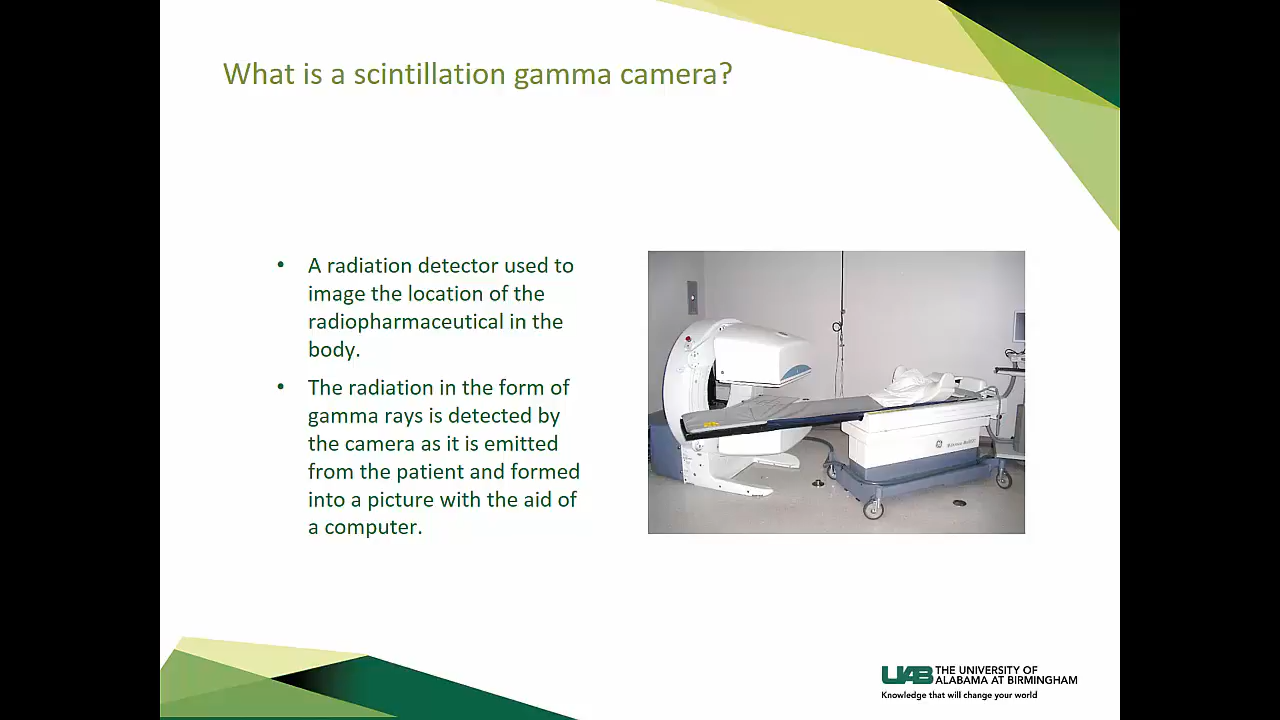 What is a scintillation gamma camera?
• A radiation detector used to
image the location of the
radiopharmaceutical in the
body.
• The radiation in the form of
gamma rays is detected by
the camera as it is emitted
from the patient and formed
into a picture with the aid of
a computer.
UAB THE UNIVERSITY OF
ALABAMA AT BIRMINGHAM
Knowledge that will change your world